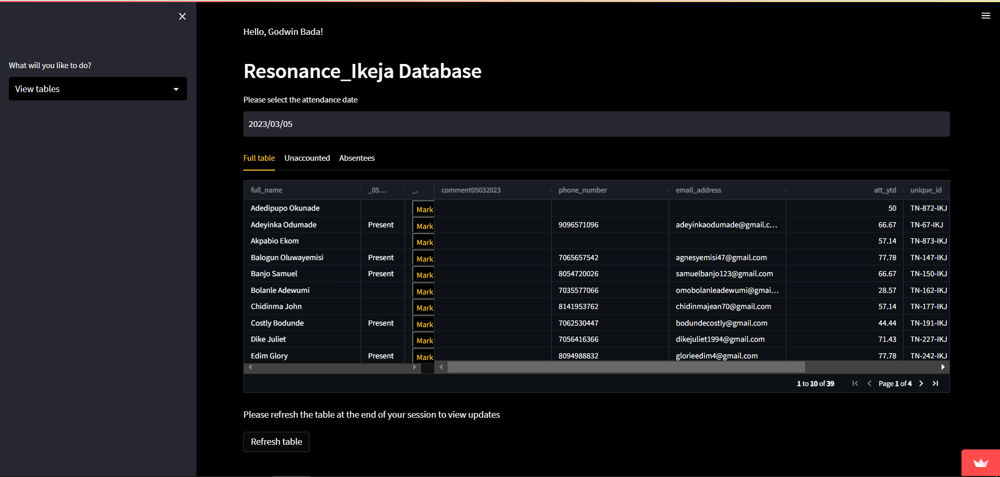 Hello, Godwin Bada!
What will you like to do?
View tables
Resonance_Ikeja Database
Please select the attendance date
2023/03/05
Full table Unaccounted Absentees
full_name _05... _. comment05032023 phone_number email_address att_ytd unique_id
Adedipupo Okunade Mark 50 TN-872-IKJ
Adeyinka Odumade Present Mark 9096571096 adeyinkaodumade@gmail.c... 66.67 TN-67-IKJ
Akpabio Ekom Mark 57.14 TN-873-IKJ
Balogun Oluwayemisi Present Mark 7065657542 agnesyemisi47@gmail.com 77.78 TN-147-IKJ
Banjo Samuel Present Mark 8054720026 samuelbanjo123@gmail.com 66.67 TN-150-IKJ
Bolanle Adewumi Mark 7035577066 omobolanleadewumi@gmai... 28.57 TN-162-IKJ
Chidinma John Mark 8141953762 chidinmajean70@gmail.com 57.14 TN-177-IKJ
Costly Bodunde Present Mark 7062530447 bodundecostly@gmail.com 44.44 TN-191-IKJ
Dike Juliet Mark 7056416366 dikejuliet1994@gmail.com 71.43 TN-227-IKJ
Edim Glory Present Mark 8094988832 glorieedim4@gmail.com 77.78 TN-242-IKJ
1 to 10 of 39 Page 1 of 4
Please refresh the table at the end of your session to view updates
Refresh table